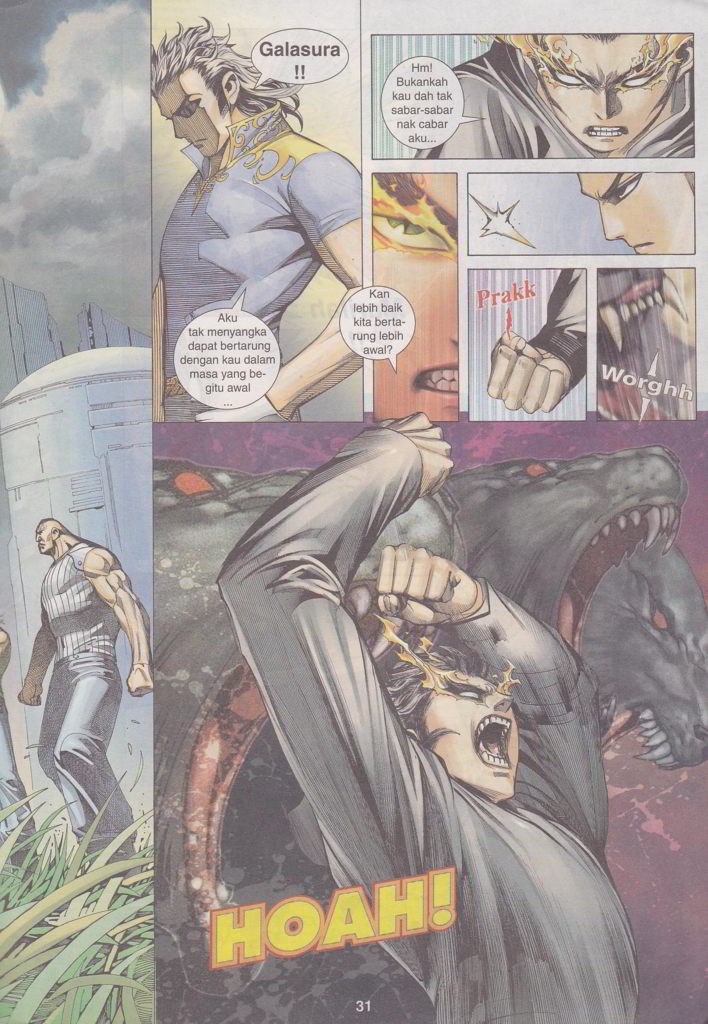 Galasura
!!
Aku
tak menyangka
dapat bertarung
dengan kau dalam
masa yang be-
gitu awal
...
Hm!
Bukankah
kau dah tak
sabar-sabar
nak cabar
aku...
Kan
lebih baik
kita berta-
rung lebih
awal?
Prakk
Worghh
HOAH!
31